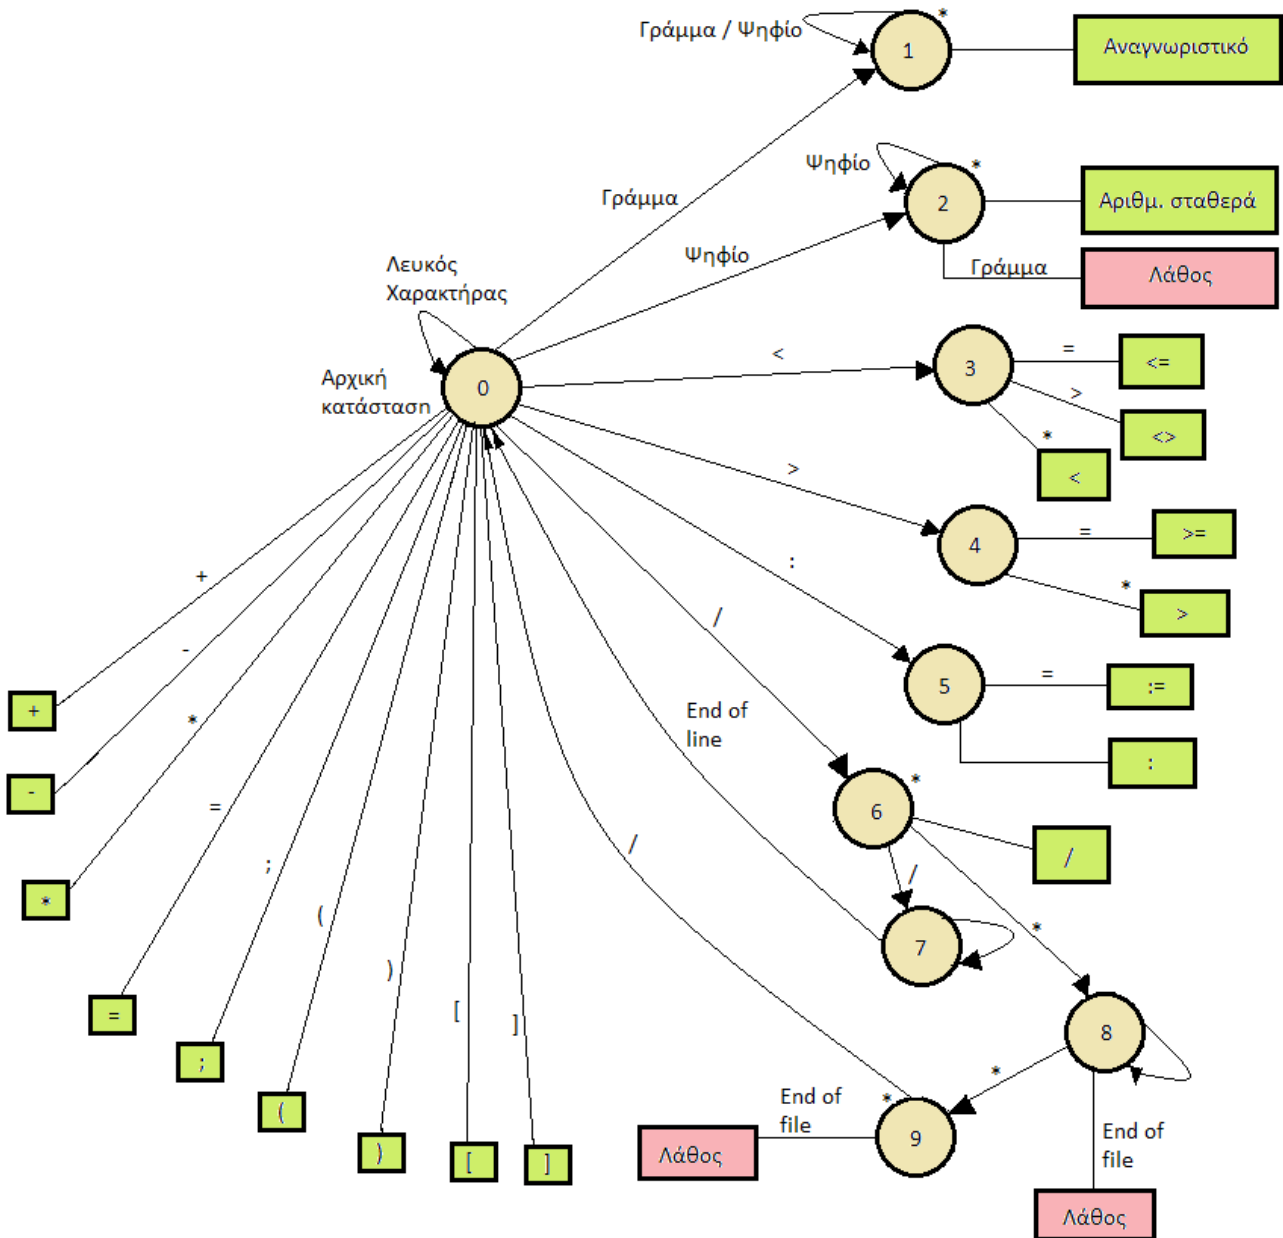 Γράμμα / Ψηφίο
*
1
Αναγνωριστικό
Ψηφίο
*
2
Αριθμ. σταθερά
Γράμμα
Ψηφίο
Γράμμα
Λάθος
Λευκός
Χαρακτήρας
Αρχική
κατάσταση
0
<
3
=
<=
>
<>
*
<
>
4
=
>=
*
>
:
5
=
:=
:
/
6
*
/
/
7
End of
line
*
8
/
*
9
*
End of
file
Λάθος
End of
file
Λάθος
+
+
-
-
*
*
=
=
;
;
(
(
)
)
[
[
]
]